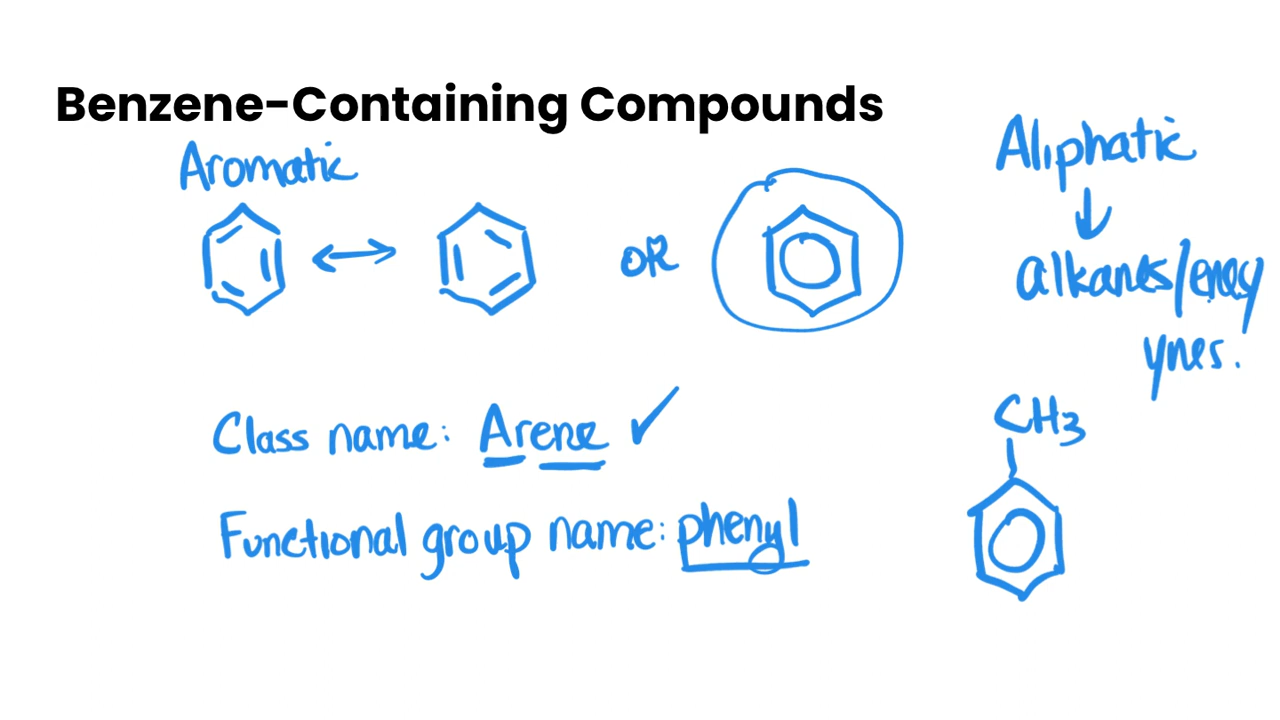 Benzene-Containing Compounds
Aromatic
OR
Aliphatic
alkanes/enes/
ynes.
Class name: Arene ✓
Functional group name: phenyl
CH3